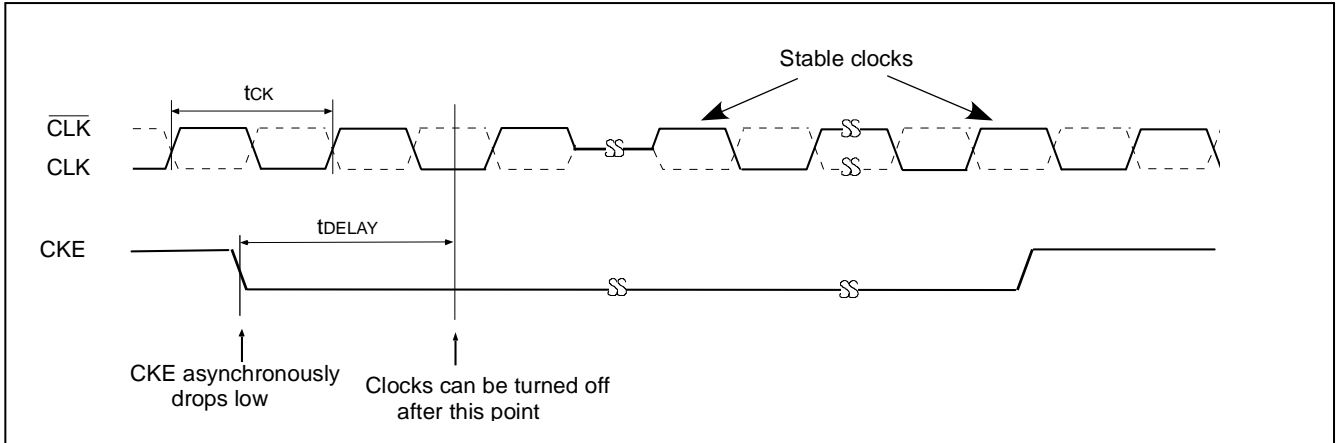 Stable clocks
tCK
CLK
CLK
tDELAY
CKE
CKE asynchronously
drops low
Clocks can be turned off
after this point